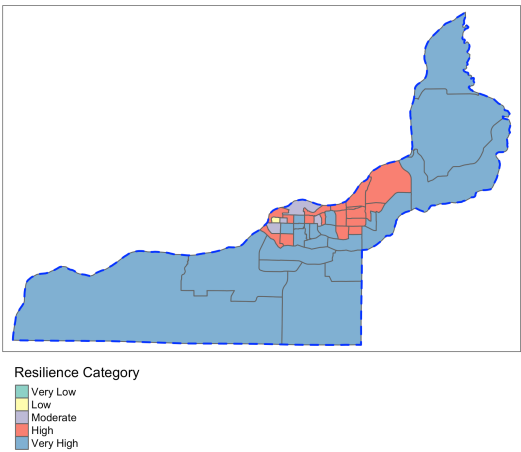 Resilience Category
Very Low
Low
Moderate
High
Very High